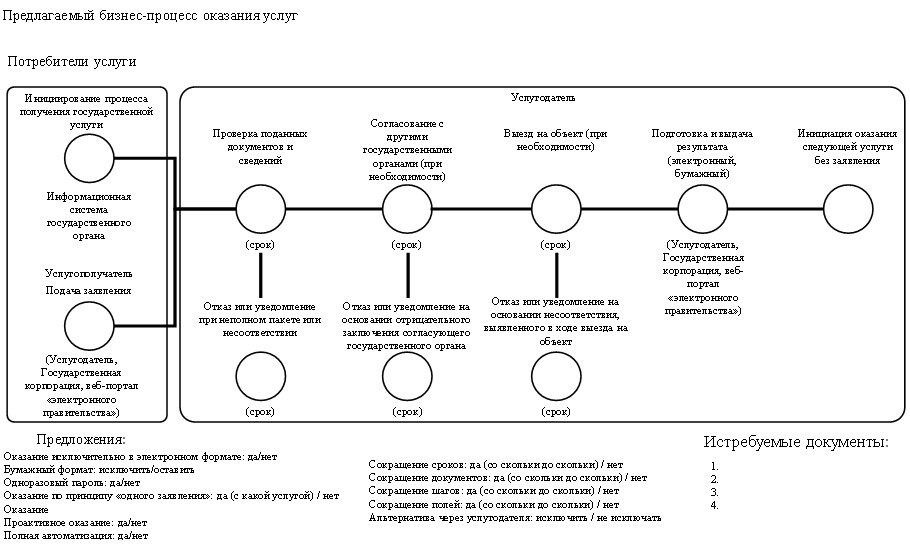 Предлагаемый бизнес-процесс оказания услуг
Потребители услуги
Инициирование процесса
получения государственной
услуги
Информационная
система
государственного
органа
Услугополучатель
Подача заявления
(Услугодатель,
Государственная
корпорация, веб-портал
«электронного
правительства»)
Услугодатель
Проверка поданных
документов и
сведений
(срок)
Отказ или уведомление
при неполном пакете или
несоответствии
(срок)
Согласование с
другими
государственными
органами (при
необходимости)
(срок)
Отказ или уведомление на
основании отрицательного
заключения согласующего
государственного органа
(срок)
Выезд на объект (при
необходимости)
(срок)
Отказ или уведомление на
основании несоответствия,
выявленного в ходе выезда на
объект
(срок)
Подготовка и выдача
результата
(электронный,
бумажный)
(Услугодатель,
Государственная
корпорация, веб-
портал
«электронного
правительства»)
Инициация оказания
следующей услуги
без заявления
Предложения:
Оказание исключительно в электронном формате: да/нет
Бумажный формат: исключить/оставить
Одноразовый пароль: да/нет
Оказание по принципу «одного заявления»: да (с какой услугой) / нет
Оказание
Проактивное оказание: да/нет
Полная автоматизация: да/нет
Сокращение сроков: да (со скольки до скольки) / нет
Сокращение документов: да (со скольки до скольки) / нет
Сокращение шагов: да (со скольки до скольки) / нет
Сокращение полей: да (со скольки до скольки) / нет
Альтернатива через услугодателя: исключить / не исключать
Истребуемые документы:
1.
2.
3.
4.